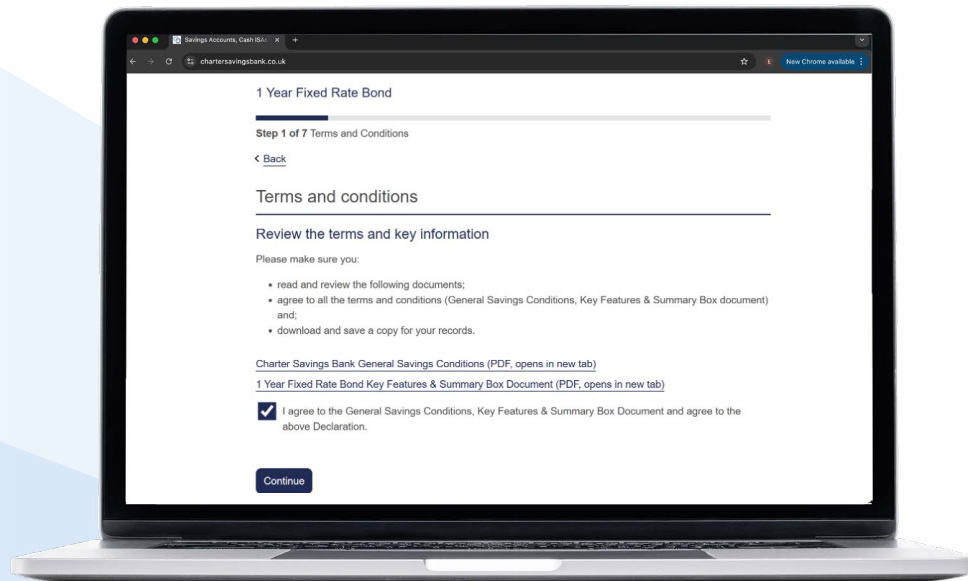 Savings Accounts, Cash ISAs
chartersavingsbank.co.uk
New Chrome available
1 Year Fixed Rate Bond
Step 1 of 7 Terms and Conditions
Back
Terms and conditions
Review the terms and key information
Please make sure you:
• read and review the following documents;
• agree to all the terms and conditions (General Savings Conditions, Key Features & Summary Box document)
and;
• download and save a copy for your records.
Charter Savings Bank General Savings Conditions (PDF, opens in new tab)
1 Year Fixed Rate Bond Key Features & Summary Box Document (PDF, opens in new tab)
I agree to the General Savings Conditions, Key Features & Summary Box Document and agree to the
above Declaration.
Continue